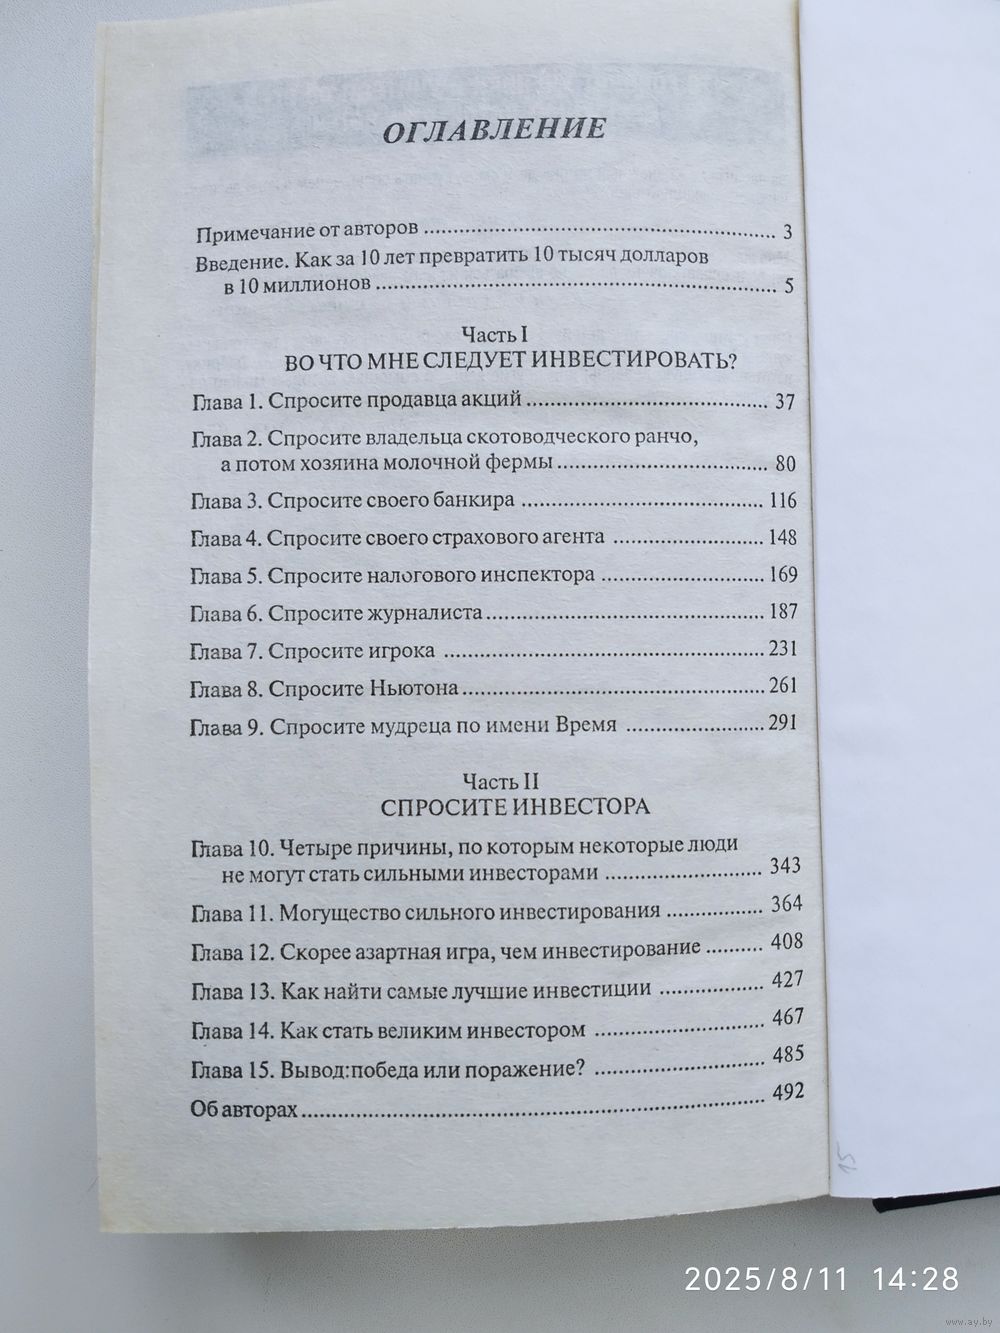 ОГЛАВЛЕНИЕ
Примечание от авторов ........ 3
Введение. Как за 10 лет превратить 10 тысяч долларов
в 10 миллионов ........ 5
Часть I
ВО ЧТО МНЕ СЛЕДУЕТ ИНВЕСТИРОВАТЬ?
Глава 1. Спросите продавца акций ........ 37
Глава 2. Спросите владельца скотоводческого ранчо,
а потом хозяина молочной фермы ........ 80
Глава 3. Спросите своего банкира ........ 116
Глава 4. Спросите своего страхового агента ........ 148
Глава 5. Спросите налогового инспектора ........ 169
Глава 6. Спросите журналиста ........ 187
Глава 7. Спросите игрока ........ 231
Глава 8. Спросите Ньютона ........ 261
Глава 9. Спросите мудреца по имени Время ........ 291
Часть II
СПРОСИТЕ ИНВЕСТОРА
Глава 10. Четыре причины, по которым некоторые люди
не могут стать сильными инвесторами ........ 343
Глава 11. Могущество сильного инвестирования ........ 364
Глава 12. Скорее азартная игра, чем инвестирование ........ 408
Глава 13. Как найти самые лучшие инвестиции ........ 427
Глава 14. Как стать великим инвестором ........ 467
Глава 15. Вывод:победа или поражение? ........ 485
Об авторах ........ 492
15
2025/8/11 14:28
www.ay.by